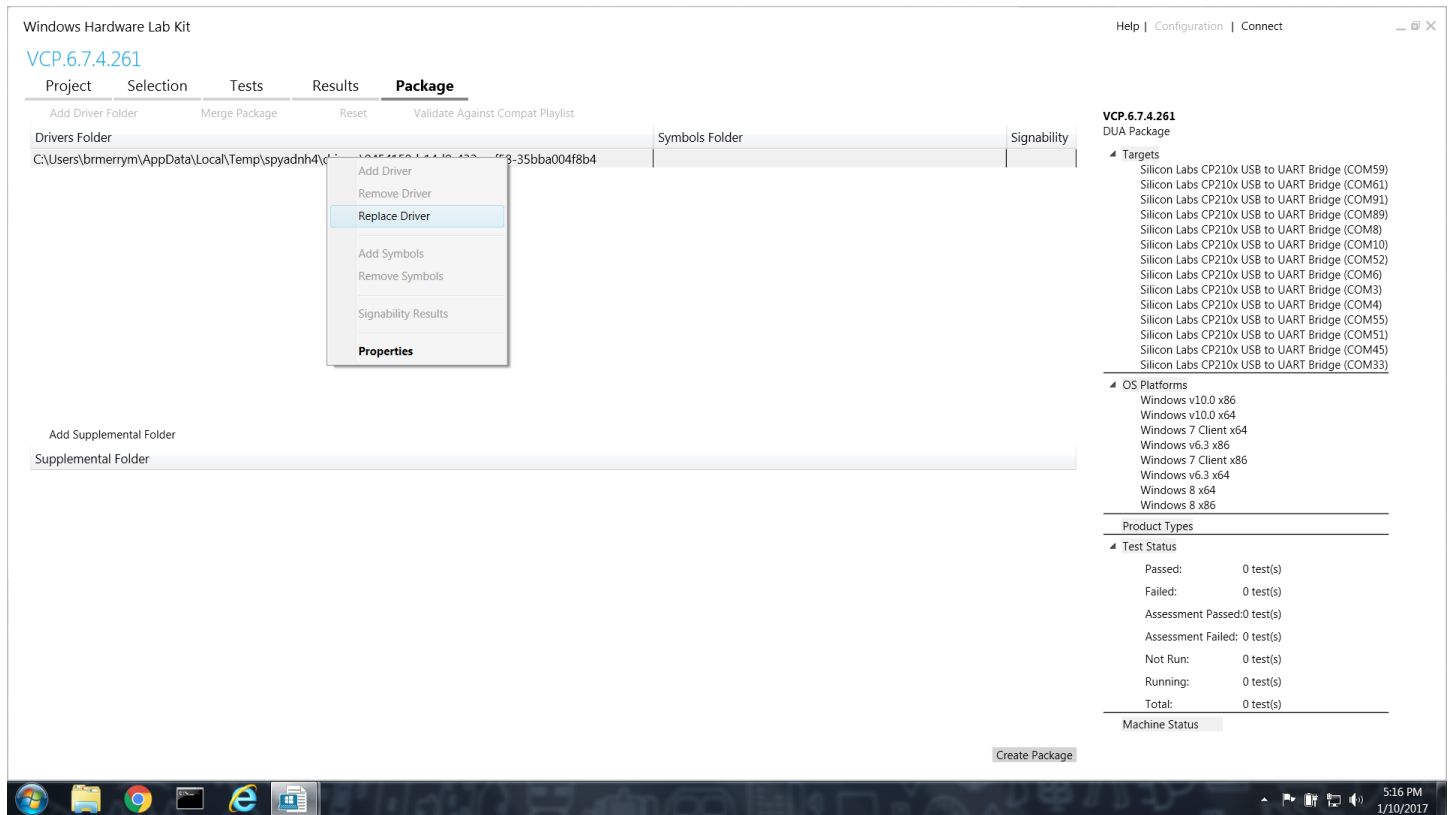 Windows Hardware Lab Kit
Help | Configuration | Connect
VCP.6.7.4.261
Project Selection Tests Results Package
Add Driver Folder Merge Package Reset Validate Against Compat Playlist
Drivers Folder Symbols Folder Signability
C:\Users\brmerrym\AppData\Local\Temp\spyadnh4\
Add Driver
Remove Driver
Replace Driver
Add Symbols
Remove Symbols
Signability Results
Properties
Add Supplemental Folder
Supplemental Folder
Create Package
VCP.6.7.4.261
DUA Package
Targets
Silicon Labs CP210x USB to UART Bridge (COM59)
Silicon Labs CP210x USB to UART Bridge (COM61)
Silicon Labs CP210x USB to UART Bridge (COM91)
Silicon Labs CP210x USB to UART Bridge (COM89)
Silicon Labs CP210x USB to UART Bridge (COM8)
Silicon Labs CP210x USB to UART Bridge (COM10)
Silicon Labs CP210x USB to UART Bridge (COM52)
Silicon Labs CP210x USB to UART Bridge (COM6)
Silicon Labs CP210x USB to UART Bridge (COM3)
Silicon Labs CP210x USB to UART Bridge (COM4)
Silicon Labs CP210x USB to UART Bridge (COM55)
Silicon Labs CP210x USB to UART Bridge (COM51)
Silicon Labs CP210x USB to UART Bridge (COM45)
Silicon Labs CP210x USB to UART Bridge (COM33)
OS Platforms
Windows v10.0 x86
Windows v10.0 x64
Windows 7 Client x64
Windows v6.3 x86
Windows 7 Client x86
Windows v6.3 x64
Windows 8 x64
Windows 8 x86
Product Types
Test Status
Passed: 0 test(s)
Failed: 0 test(s)
Assessment Passed:0 test(s)
Assessment Failed: 0 test(s)
Not Run: 0 test(s)
Running: 0 test(s)
Total: 0 test(s)
Machine Status
5:16 PM
1/10/2017